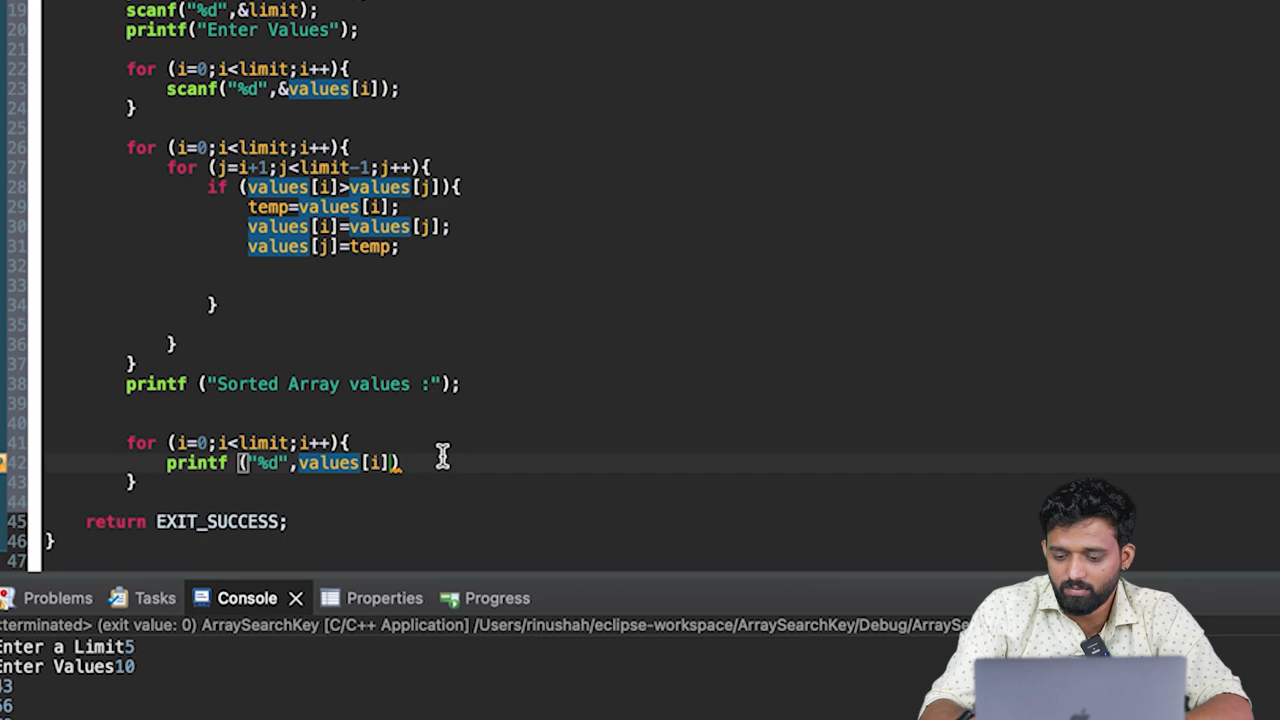 19 scanf("%d",&limit);
20 printf("Enter Values");
21
22 for (i=0;i<limit;i++){
23 scanf("%d",&values[i]);
24 }
25
26 for (i=0;i<limit;i++){
27 for (j=i+1;j<limit-1;j++){
28 if (values[i]>values[j]){
29 temp=values[i];
30 values[i]=values[j];
31 values[j]=temp;
32
33
34 }
35
36 }
37 }
38 printf ("Sorted Array values :");
39
40
41 for (i=0;i<limit;i++){
42 printf ("%d",values[i])
43 }
44
45 return EXIT_SUCCESS;
46 }
47
Problems Tasks Console Properties Progress
terminated> (exit value: 0) ArraySearchKey [C/C++ Application] /Users/rinushah/eclipse-workspace/ArraySearchKey/Debug/ArraySe
Enter a Limit5
Enter Values10
43
56